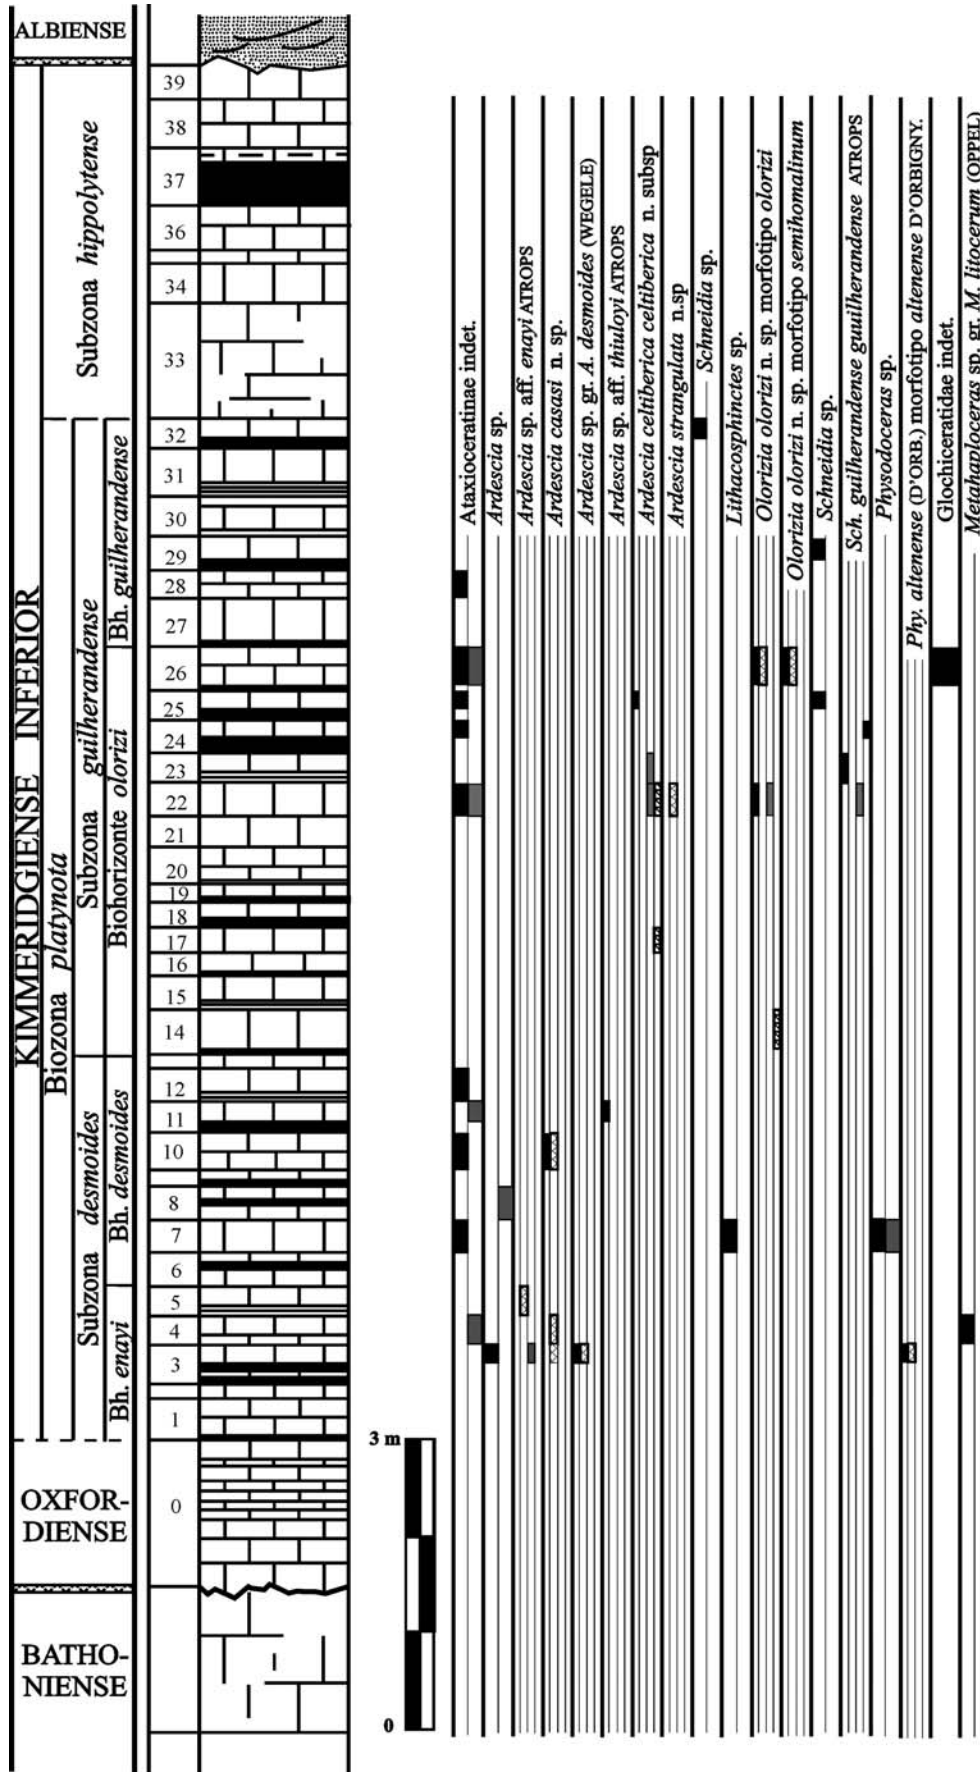 ALBIENSE
KIMMERIDGIENSE INFERIOR
Biozona platynota
Subzona hippolytense
Subzona guilherandense
Subzona desmoides
Bh. guilherandense
Biohorizonte olorizi
Bh. desmoides
Bh. enayi
OXFOR-
DIENSE
BATHO-
NIENSE
39
38
37
36
34
33
32
31
30
29
28
27
26
25
24
23
22
21
20
19
18
17
16
15
14
12
11
10
8
7
6
5
4
3
1
0
3 m
0
Ataxioceratinae indet.
Ardescia sp.
Ardescia sp. aff. enayi ATROPS
Ardescia casasi n. sp.
Ardescia sp. gr. A. desmoides (WEGELE)
Ardescia sp. aff. thiuloyi ATROPS
Ardescia celtiberica celtiberica n. subsp
Ardescia strangulata n.sp
Schneidia sp.
Lithacosphinctes sp.
Olorizia olorizi n. sp. morfotipo olorizi
Olorizia olorizi n. sp. morfotipo semihomalinum
Schneidia sp.
Sch. guilherandense guuilherandense ATROPS
Physodoceras sp.
Phy. altenense (D'ORB.) morfotipo altenense D'ORBIGNY.
Glochiceratidae indet.
Metahaploceras sp. gr. M. litocerum (OPPEL)